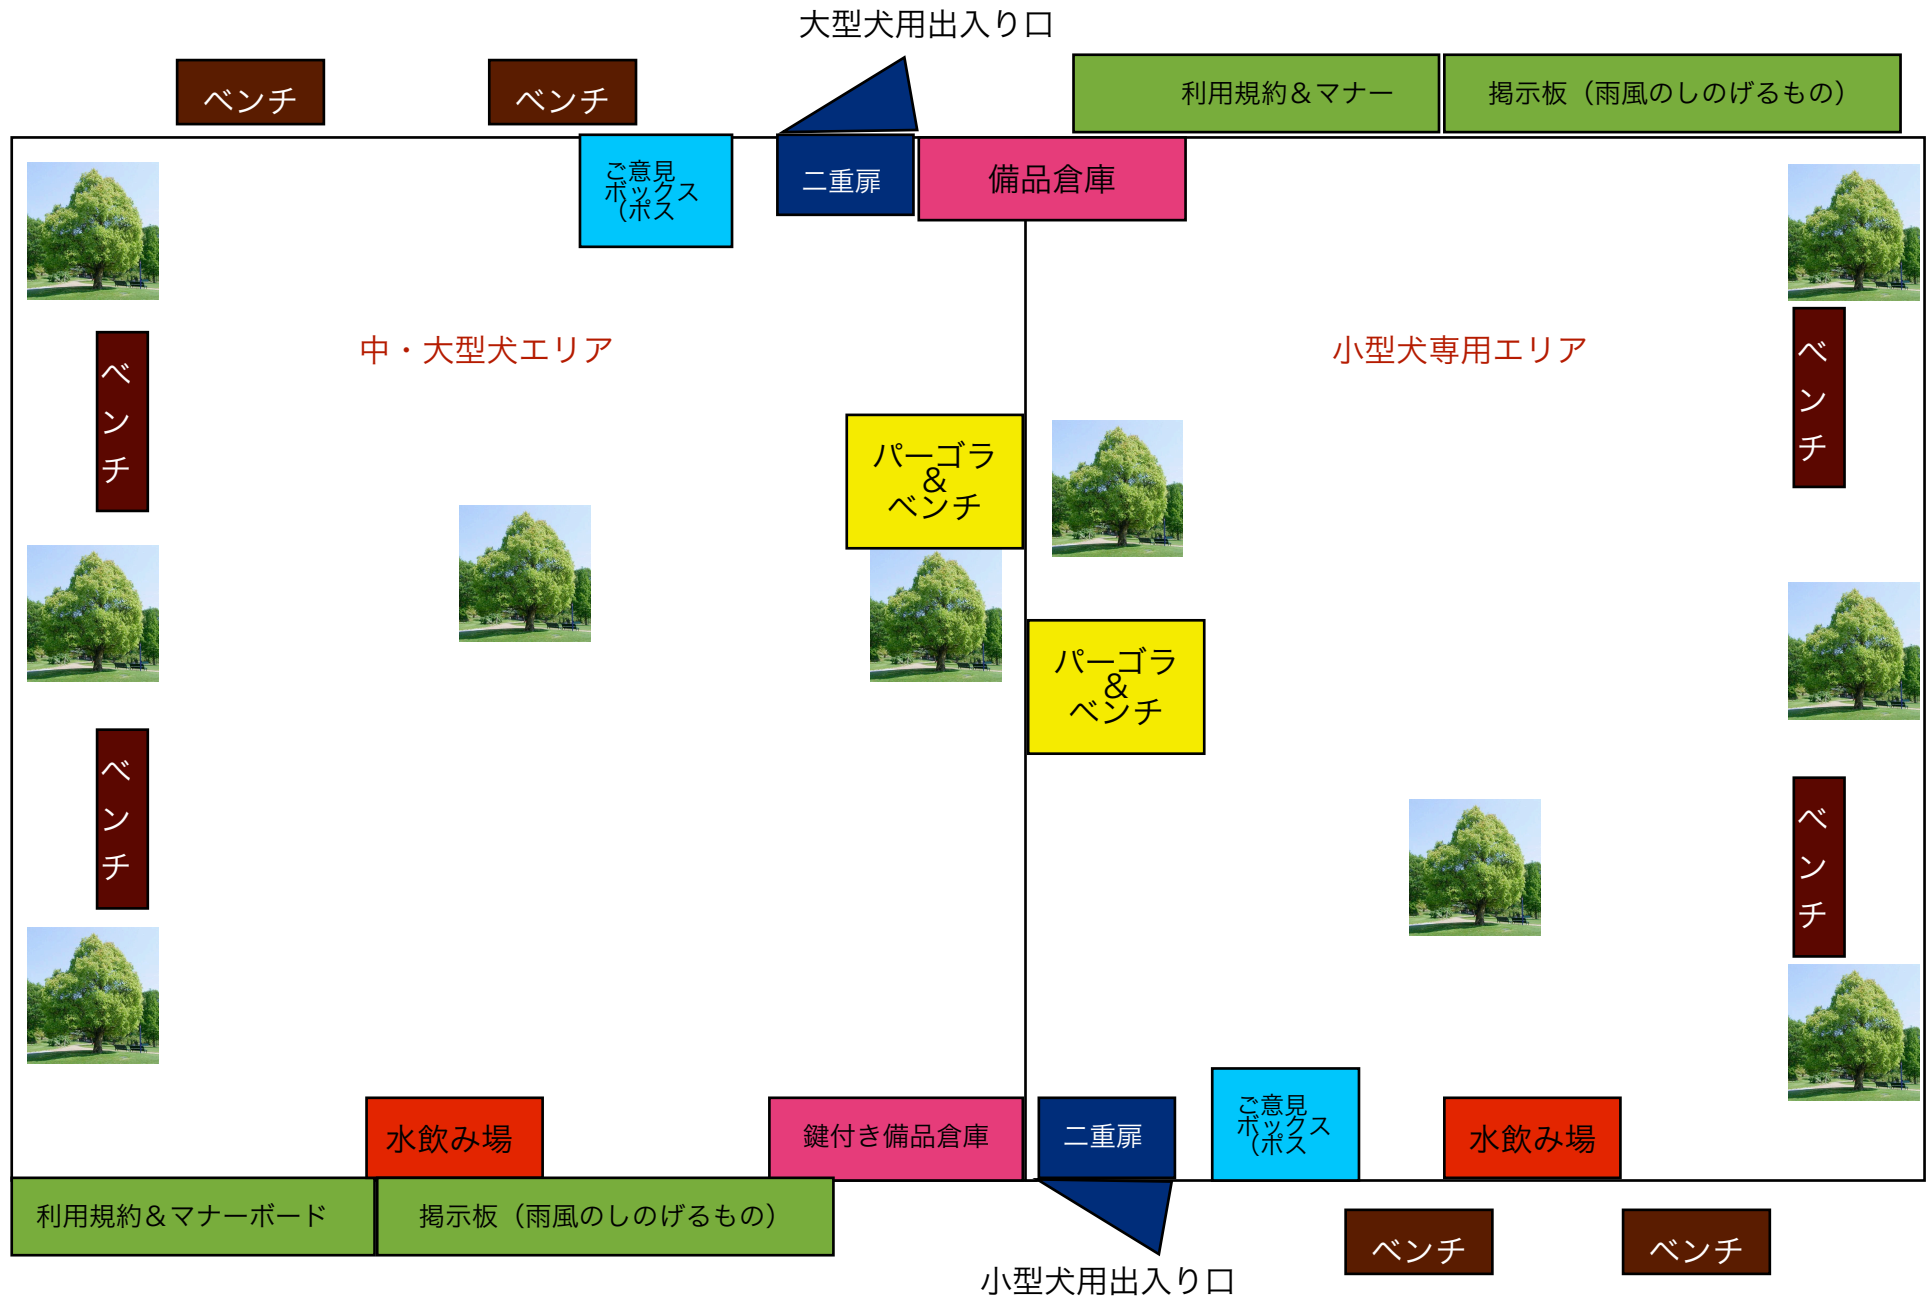 大型犬用出入り口
ベンチ
ベンチ
利用規約＆マナー
掲示板（雨風のしのげるもの）
ご意見
ボックス
（ポス
二重扉
備品倉庫
中・大型犬エリア
小型犬専用エリア
ベンチ
ベンチ
パーゴラ
＆
ベンチ
パーゴラ
＆
ベンチ
ベンチ
ベンチ
水飲み場
鍵付き備品倉庫
二重扉
ご意見
ボックス
（ポス
水飲み場
利用規約＆マナーボード
掲示板（雨風のしのげるもの）
ベンチ
ベンチ
小型犬用出入り口